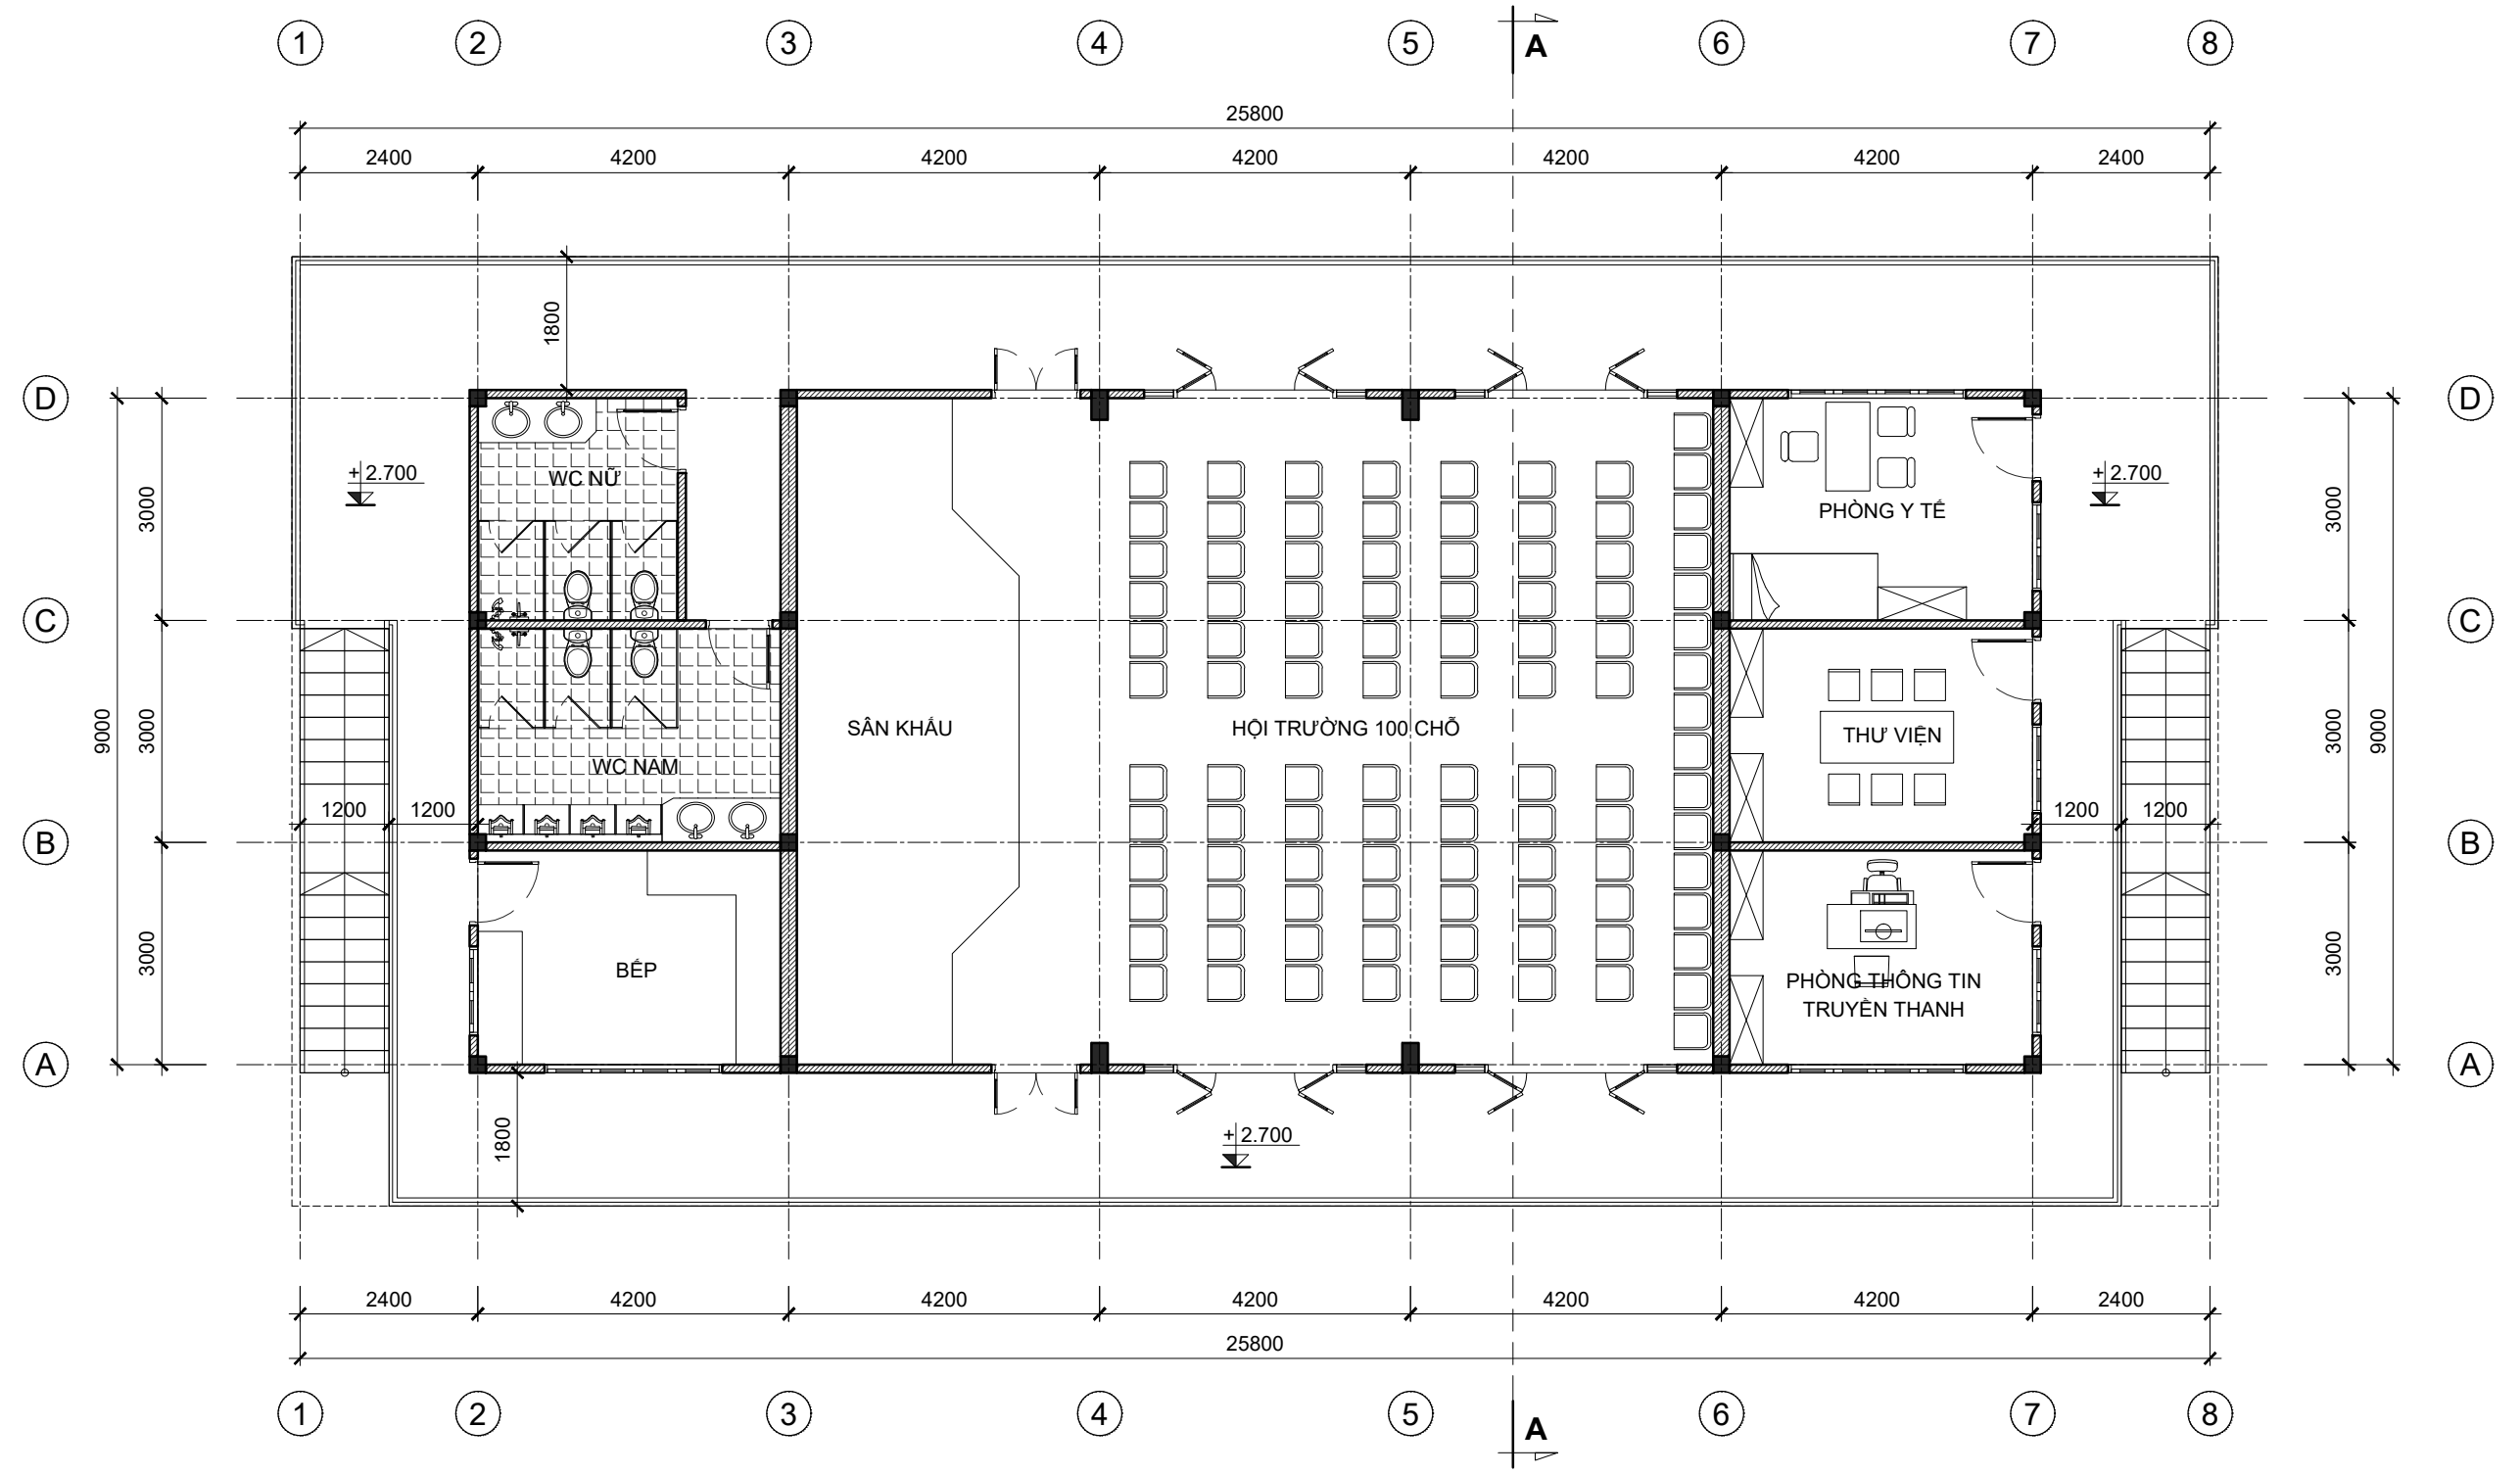 1 2 3 4 5 6 7 8
A
25800
2400 4200 4200 4200 4200 4200 2400
1800
D D
+ 2.700 + 2.700
WC NỮ
PHÒNG Y TẾ
3000 3000
C C
9000 3000 3000 9000
SÂN KHẤU
HỘI TRƯỜNG 100 CHỖ
THƯ VIỆN
WC NAM
1200 1200 1200 1200
B B
3000 3000
BẾP
PHÒNG THÔNG TIN
TRUYỀN THANH
A A
1800
+ 2.700
2400 4200 4200 4200 4200 4200 2400
25800
1 2 3 4 5 6 7 8
A